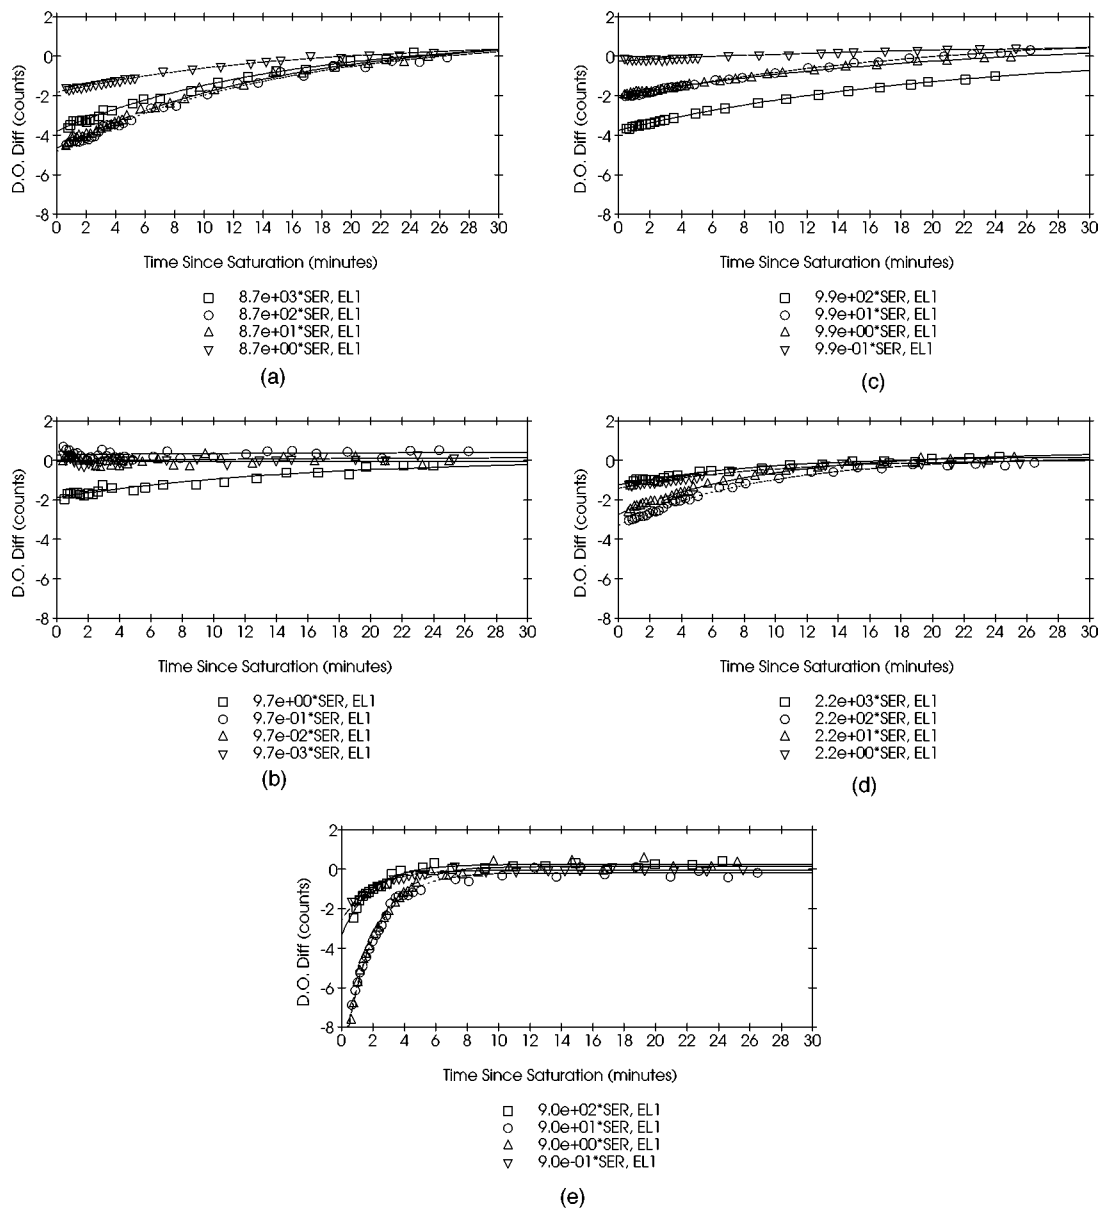 2
0
-2
-4
-6
-8
D.O. Diff (counts)
0 2 4 6 8 10 12 14 16 18 20 22 24 26 28 30
Time Since Saturation (minutes)
8.7e+03*SER, EL1
8.7e+02*SER, EL1
8.7e+01*SER, EL1
8.7e+00*SER, EL1
(a)
2
0
-2
-4
-6
-8
D.O. Diff (counts)
0 2 4 6 8 10 12 14 16 18 20 22 24 26 28 30
Time Since Saturation (minutes)
9.9e+02*SER, EL1
9.9e+01*SER, EL1
9.9e+00*SER, EL1
9.9e-01*SER, EL1
(c)
2
0
-2
-4
-6
-8
D.O. Diff (counts)
0 2 4 6 8 10 12 14 16 18 20 22 24 26 28 30
Time Since Saturation (minutes)
9.7e+00*SER, EL1
9.7e-01*SER, EL1
9.7e-02*SER, EL1
9.7e-03*SER, EL1
(b)
2
0
-2
-4
-6
-8
D.O. Diff (counts)
0 2 4 6 8 10 12 14 16 18 20 22 24 26 28 30
Time Since Saturation (minutes)
2.2e+03*SER, EL1
2.2e+02*SER, EL1
2.2e+01*SER, EL1
2.2e+00*SER, EL1
(d)
2
0
-2
-4
-6
-8
D.O. Diff (counts)
0 2 4 6 8 10 12 14 16 18 20 22 24 26 28 30
Time Since Saturation (minutes)
9.0e+02*SER, EL1
9.0e+01*SER, EL1
9.0e+00*SER, EL1
9.0e-01*SER, EL1
(e)